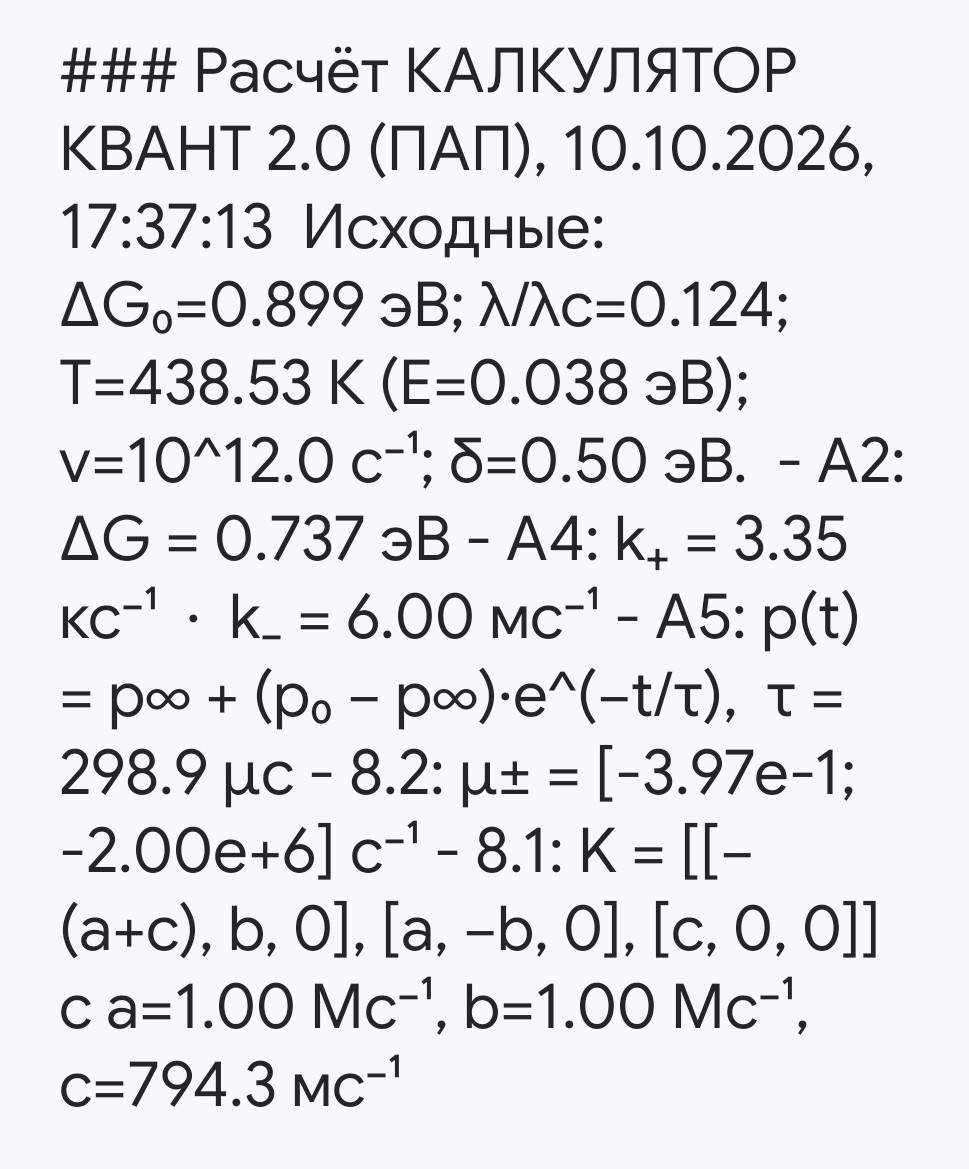 ### Расчёт КАЛКУЛЯТОР
КВАНТ 2.0 (ПАП), 10.10.2026,
17:37:13  Исходные:
ΔG₀=0.899 эВ; λ/λc=0.124;
T=438.53 K (E=0.038 эВ);
ν=10^12.0 с⁻¹; δ=0.50 эВ.  - A2:
ΔG = 0.737 эВ - A4: k₊ = 3.35
кс⁻¹  ·  k₋ = 6.00 мс⁻¹ - A5: p(t)
= p∞ + (p₀ – p∞)·e^(–t/τ),  τ =
298.9 μс - 8.2: μ± = [-3.97e-1;
-2.00e+6] с⁻¹ - 8.1: K = [[–
(a+c), b, 0], [a, –b, 0], [c, 0, 0]]
с a=1.00 Мс⁻¹, b=1.00 Мс⁻¹,
c=794.3 мс⁻¹